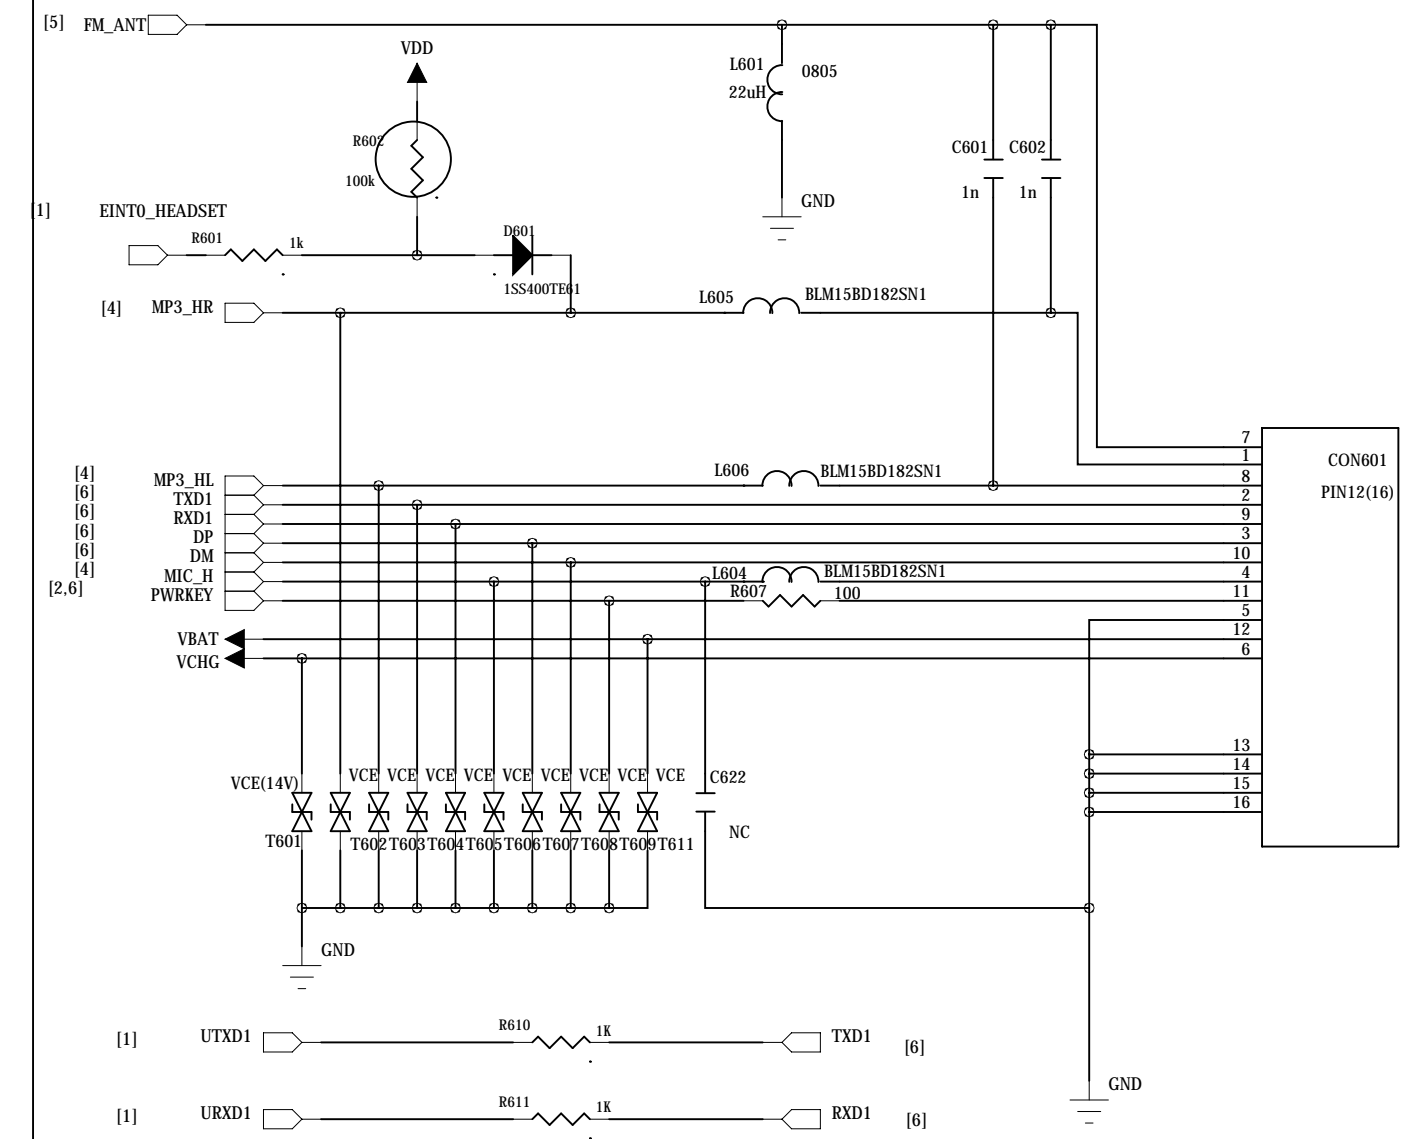 [5] FM_ANT
VDD
L601 0805
22uH
R602
100k
C601 C602
1n 1n
GND
[1] EINT0_HEADSET
R601 1k
D601
1SS400TE61
[4] MP3_HR
L605 BLM15BD182SN1
7
1
CON601
[4] MP3_HL
L606 BLM15BD182SN1
8
PIN12(16)
[6] TXD1 2
[6] RXD1 9
[6] DP 3
[6] DM 10
[4] MIC_H L604 BLM15BD182SN1 4
[2,6] PWRKEY R607 100 11
5
VBAT 12
VCHG 6
13
14
15
16
VCE(14V) VCE VCE VCE VCE VCE VCE VCE VCE VCE C622
NC
T601 T602 T603 T604 T605 T606 T607 T608 T609 T611
GND
[1] UTXD1 R610 1K TXD1 [6]
GND
[1] URXD1 R611 1K RXD1 [6]